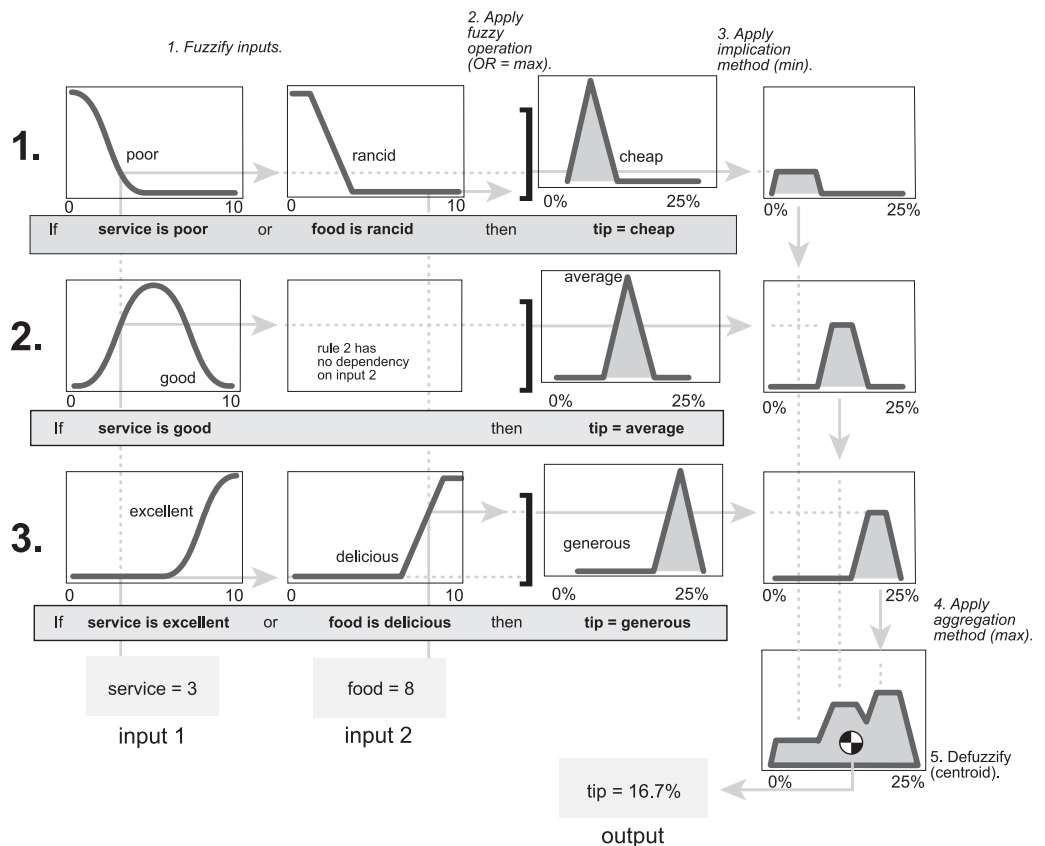 1. Fuzzify inputs.
2. Apply
fuzzy
operation
(OR = max).
3. Apply
implication
method (min).
1.
poor
0
10
rancid
0
10
cheap
0%
25%
0%
25%
If service is poor or food is rancid then tip = cheap
2.
good
0
10
rule 2 has
no dependency
on input 2
average
0%
25%
0%
25%
If service is good then tip = average
3.
excellent
0
10
delicious
0
10
generous
0%
25%
0%
25%
If service is excellent or food is delicious then tip = generous
4. Apply
aggregation
method (max).
service = 3
input 1
food = 8
input 2
0%
25%
5. Defuzzify
(centroid).
tip = 16.7%
output